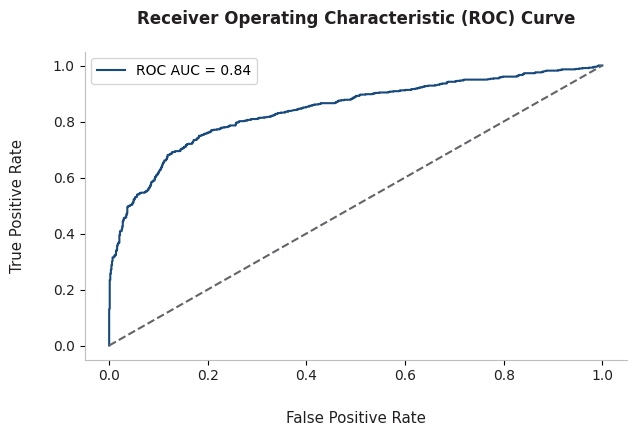 Receiver Operating Characteristic (ROC) Curve
ROC AUC = 0.84
True Positive Rate
1.0
0.8
0.6
0.4
0.2
0.0
0.0 0.2 0.4 0.6 0.8 1.0
False Positive Rate